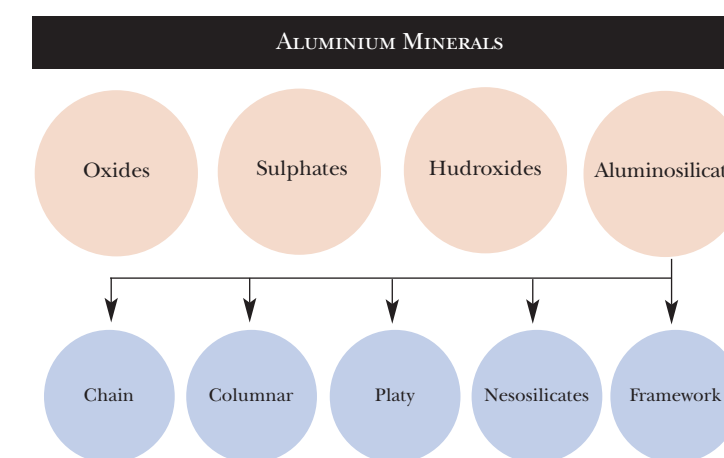 ALUMINIUM MINERALS
Oxides
Sulphates
Hudroxides
Aluminosilicat
Chain
Columnar
Platy
Nesosilicates
Framework